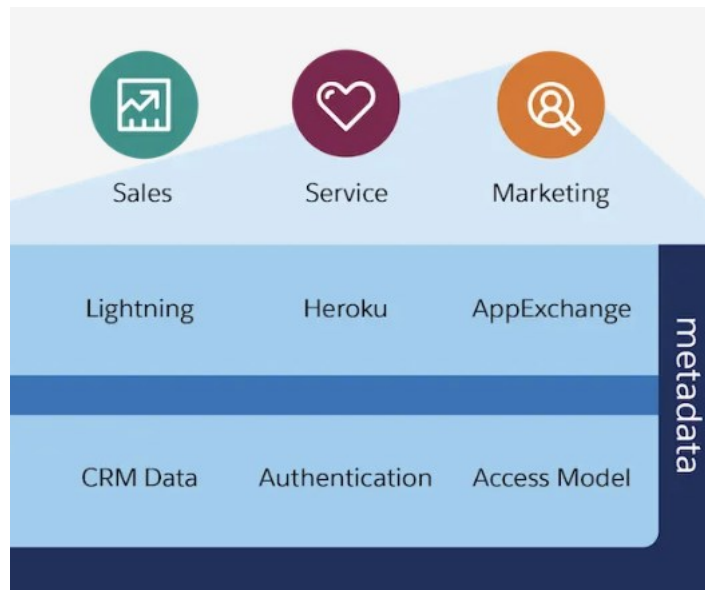 Sales Service Marketing
Lightning Heroku AppExchange
metadata
CRM Data Authentication Access Model